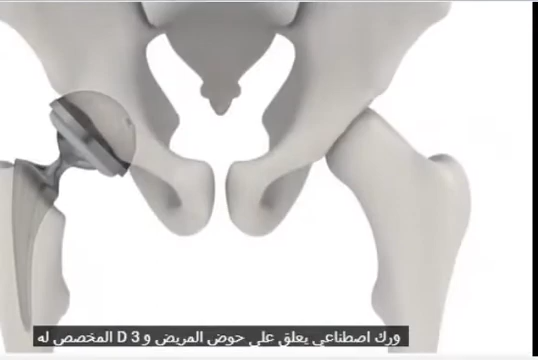 ورك اصطناعي يعلق على حوض المريض و 3 D المخصص له